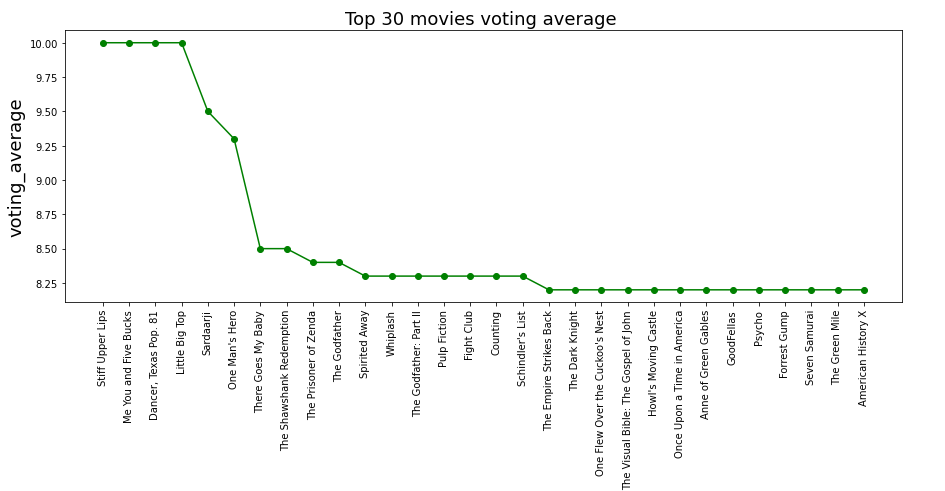 Top 30 movies voting average
voting_average
10.00
9.75
9.50
9.25
9.00
8.75
8.50
8.25
Stiff Upper Lips
Me You and Five Bucks
Dancer, Texas Pop. 81
Little Big Top
Sardaarji
One Man's Hero
There Goes My Baby
The Shawshank Redemption
The Prisoner of Zenda
The Godfather
Spirited Away
Whiplash
The Godfather: Part II
Pulp Fiction
Fight Club
Counting
Schindler's List
The Empire Strikes Back
The Dark Knight
One Flew Over the Cuckoo's Nest
The Visual Bible: The Gospel of John
Howl's Moving Castle
Once Upon a Time in America
Anne of Green Gables
GoodFellas
Psycho
Forrest Gump
Seven Samurai
The Green Mile
American History X